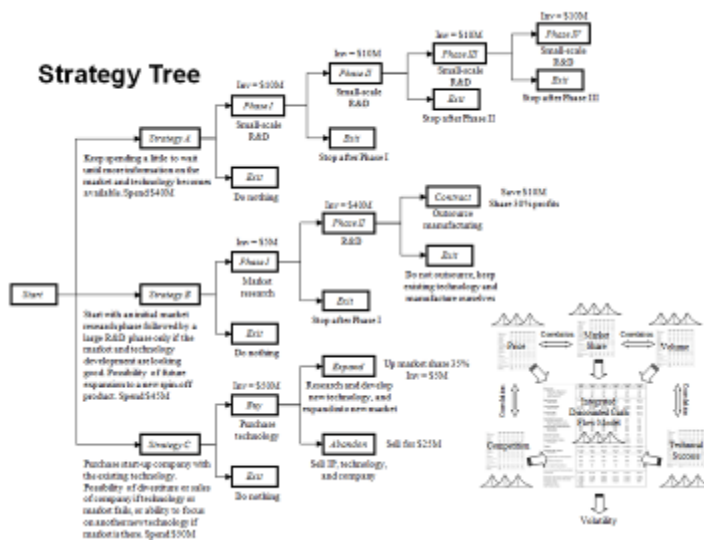 Strategy Tree
Start
Strategy A
Keep spending a little to wait
until more information on the
market and technology becomes
available. Spend $40M
Inv = $10M
Phase I
Small-scale
R&D
Exit
Do nothing
Inv = $10M
Phase II
Small-scale
R&D
Exit
Stop after Phase I
Inv = $10M
Phase III
Small-scale
R&D
Exit
Stop after Phase II
Inv = $10M
Phase IV
Small-scale
R&D
Exit
Stop after Phase III
Strategy B
Start with an initial market
research phase followed by a
large R&D phase only if the
market and technology
development are looking
good. Possibility of future
expansion to a new spin-off
product. Spend $45M
Inv = $5M
Phase I
Market
research
Exit
Do nothing
Inv = $40M
Phase II
R&D
Exit
Stop after Phase I
Contract
Outsource
manufacturing
Save $10M
Share 30% profits
Exit
Do not outsource, keep
existing technology and
manufacture ourselves
Strategy C
Purchase start-up company with
the existing technology.
Possibility of divestiture or sales
of company if technology or
market fails, or ability to focus
on another new technology if
market is there. Spend $50M
Inv = $50M
Buy
Purchase
technology
Exit
Do nothing
Expand
Research and develop
new technology, and
expand into new market
Up market share 35%
Inv = $5M
Abandon
Sell IP, technology,
and company
Sell for $25M
Price
Correlation
Market
Share
Correlation
Volume
Correlation
Correlation
Integrated
Discounted Cash
Flow Model
Competition
Technical
Success
Volatility